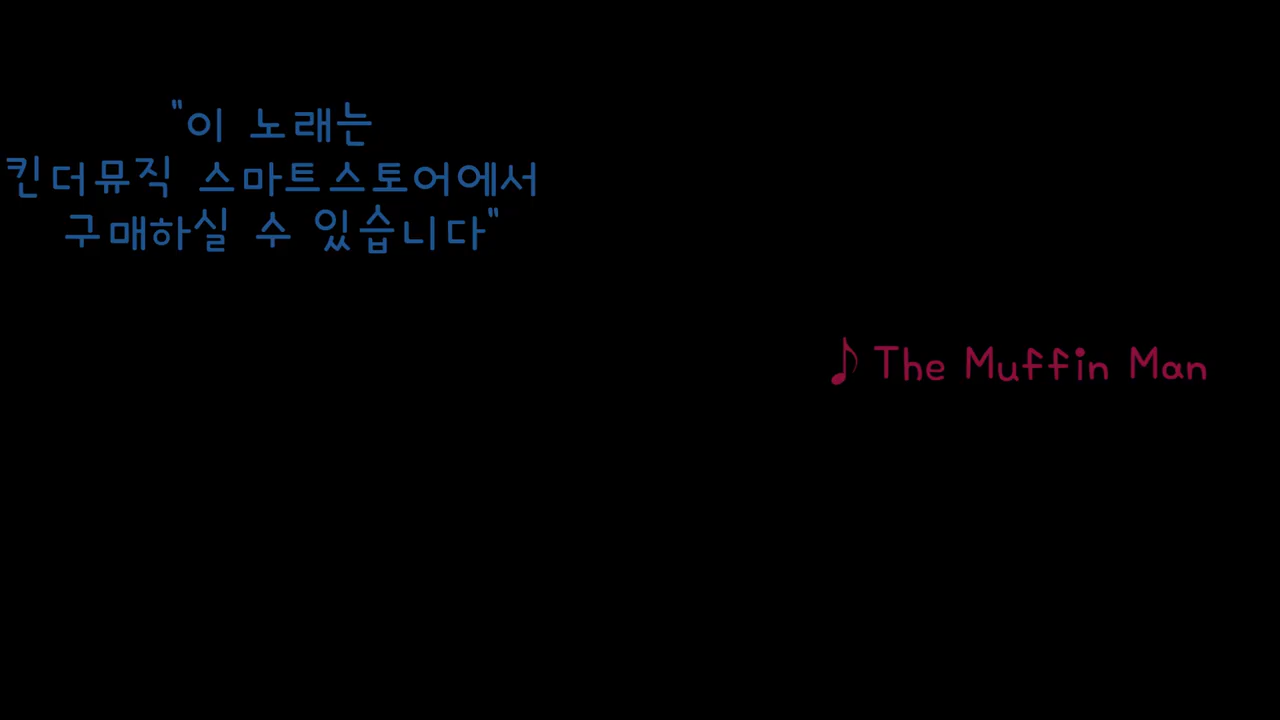 "이 노래는
킨더뮤직 스마트스토어에서
구매하실 수 있습니다"
♪ The Muffin Man